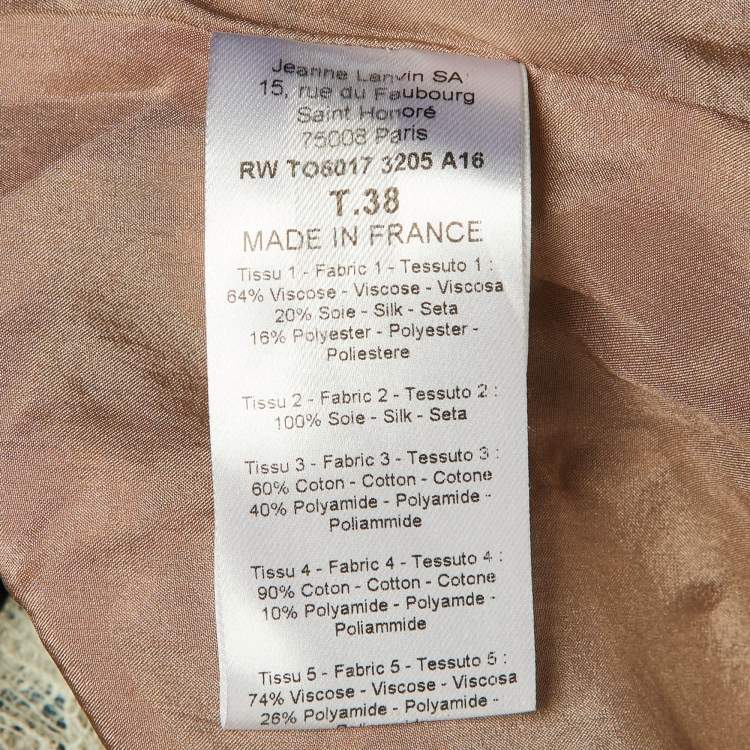 Jeanne Lanvin SA
15, rue du Faubourg
Saint Honoré
75008 Paris
RW TO6017 3205 A16
T.38
MADE IN FRANCE
Tissu 1 - Fabric 1 - Tessuto 1 :
64% Viscose - Viscose - Viscosa
20% Soie - Silk - Seta
16% Polyester - Polyester -
Poliestere
Tissu 2 - Fabric 2 - Tessuto 2 :
100% Soie - Silk - Seta
Tissu 3 - Fabric 3 - Tessuto 3 :
60% Coton - Cotton - Cotone
40% Polyamide - Polyamide -
Poliammide
Tissu 4 - Fabric 4 - Tessuto 4 :
90% Coton - Cotton - Cotone
10% Polyamide - Polyamde -
Poliammide
Tissu 5 - Fabric 5 - Tessuto 5 :
74% Viscose - Viscose - Viscosa
26% Polyamide - Polyamide -